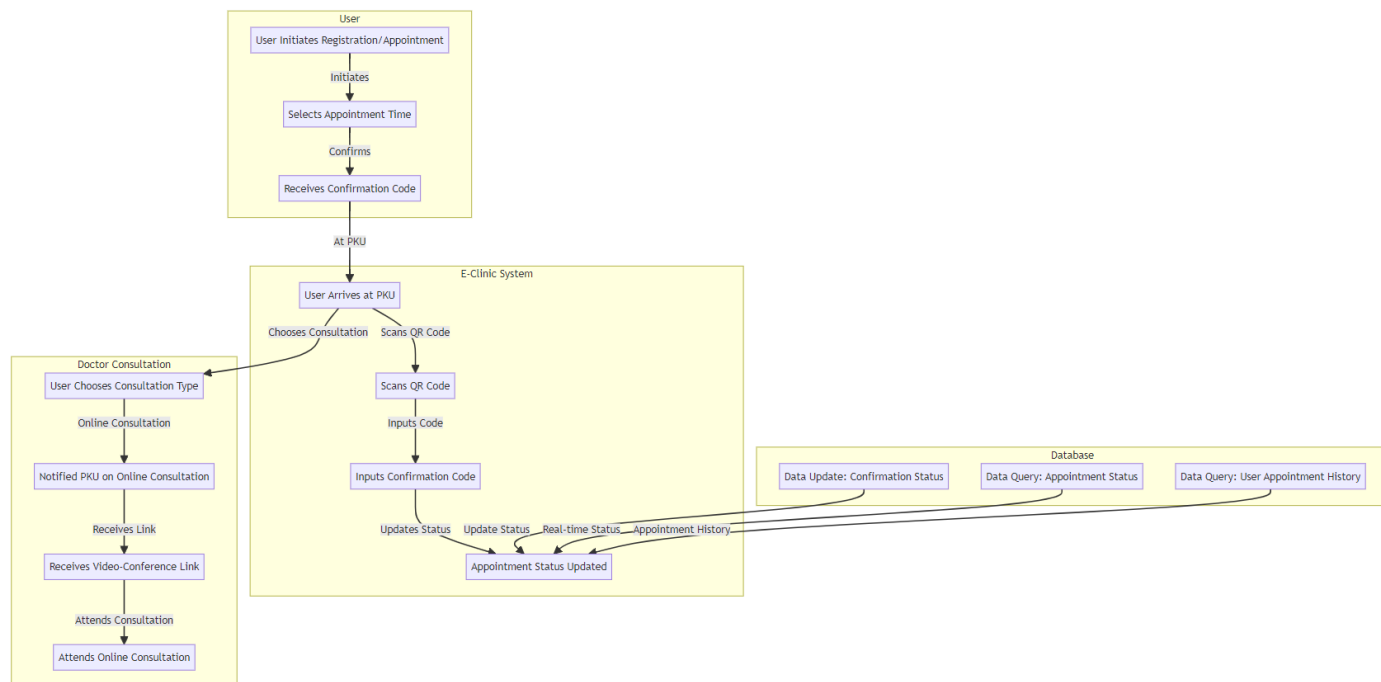 User
User Initiates Registration/Appointment
Initiates
Selects Appointment Time
Confirms
Receives Confirmation Code
At PKU
E-Clinic System
User Arrives at PKU
Chooses Consultation
Scans QR Code
Doctor Consultation
User Chooses Consultation Type
Scans QR Code
Online Consultation
Inputs Code
Database
Notified PKU on Online Consultation
Inputs Confirmation Code
Data Update: Confirmation Status
Data Query: Appointment Status
Data Query: User Appointment History
Receives Link
Updates Status
Update Status
Real-time Status
Appointment History
Receives Video-Conference Link
Appointment Status Updated
Attends Consultation
Attends Online Consultation